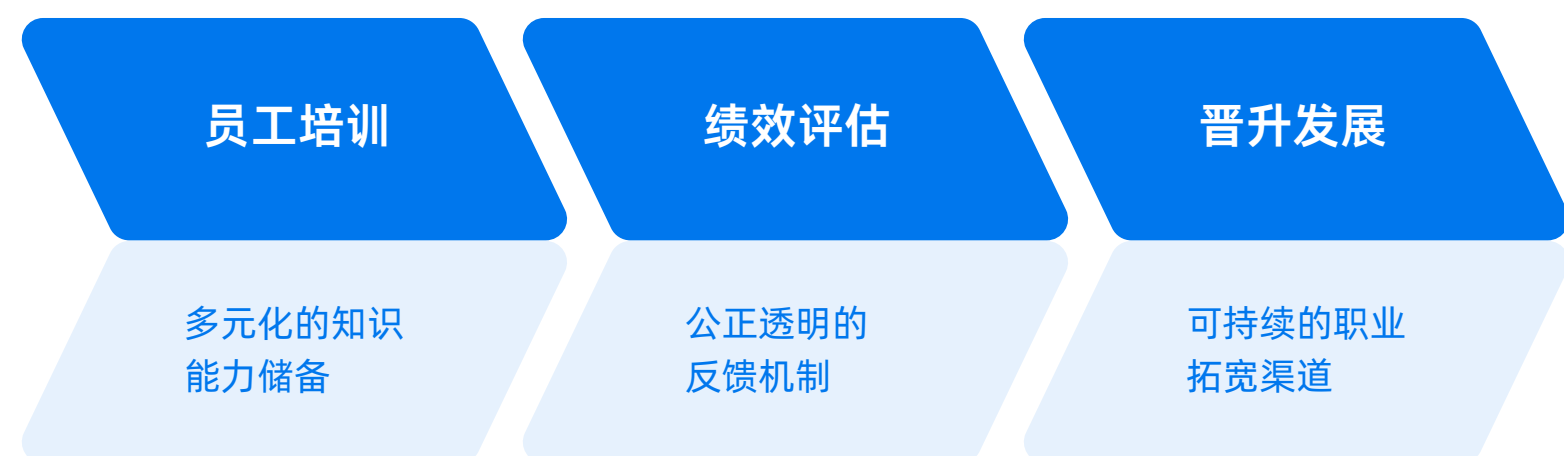 员工培训
绩效评估
晋升发展
多元化的知识
能力储备
公正透明的
反馈机制
可持续的职业
拓宽渠道